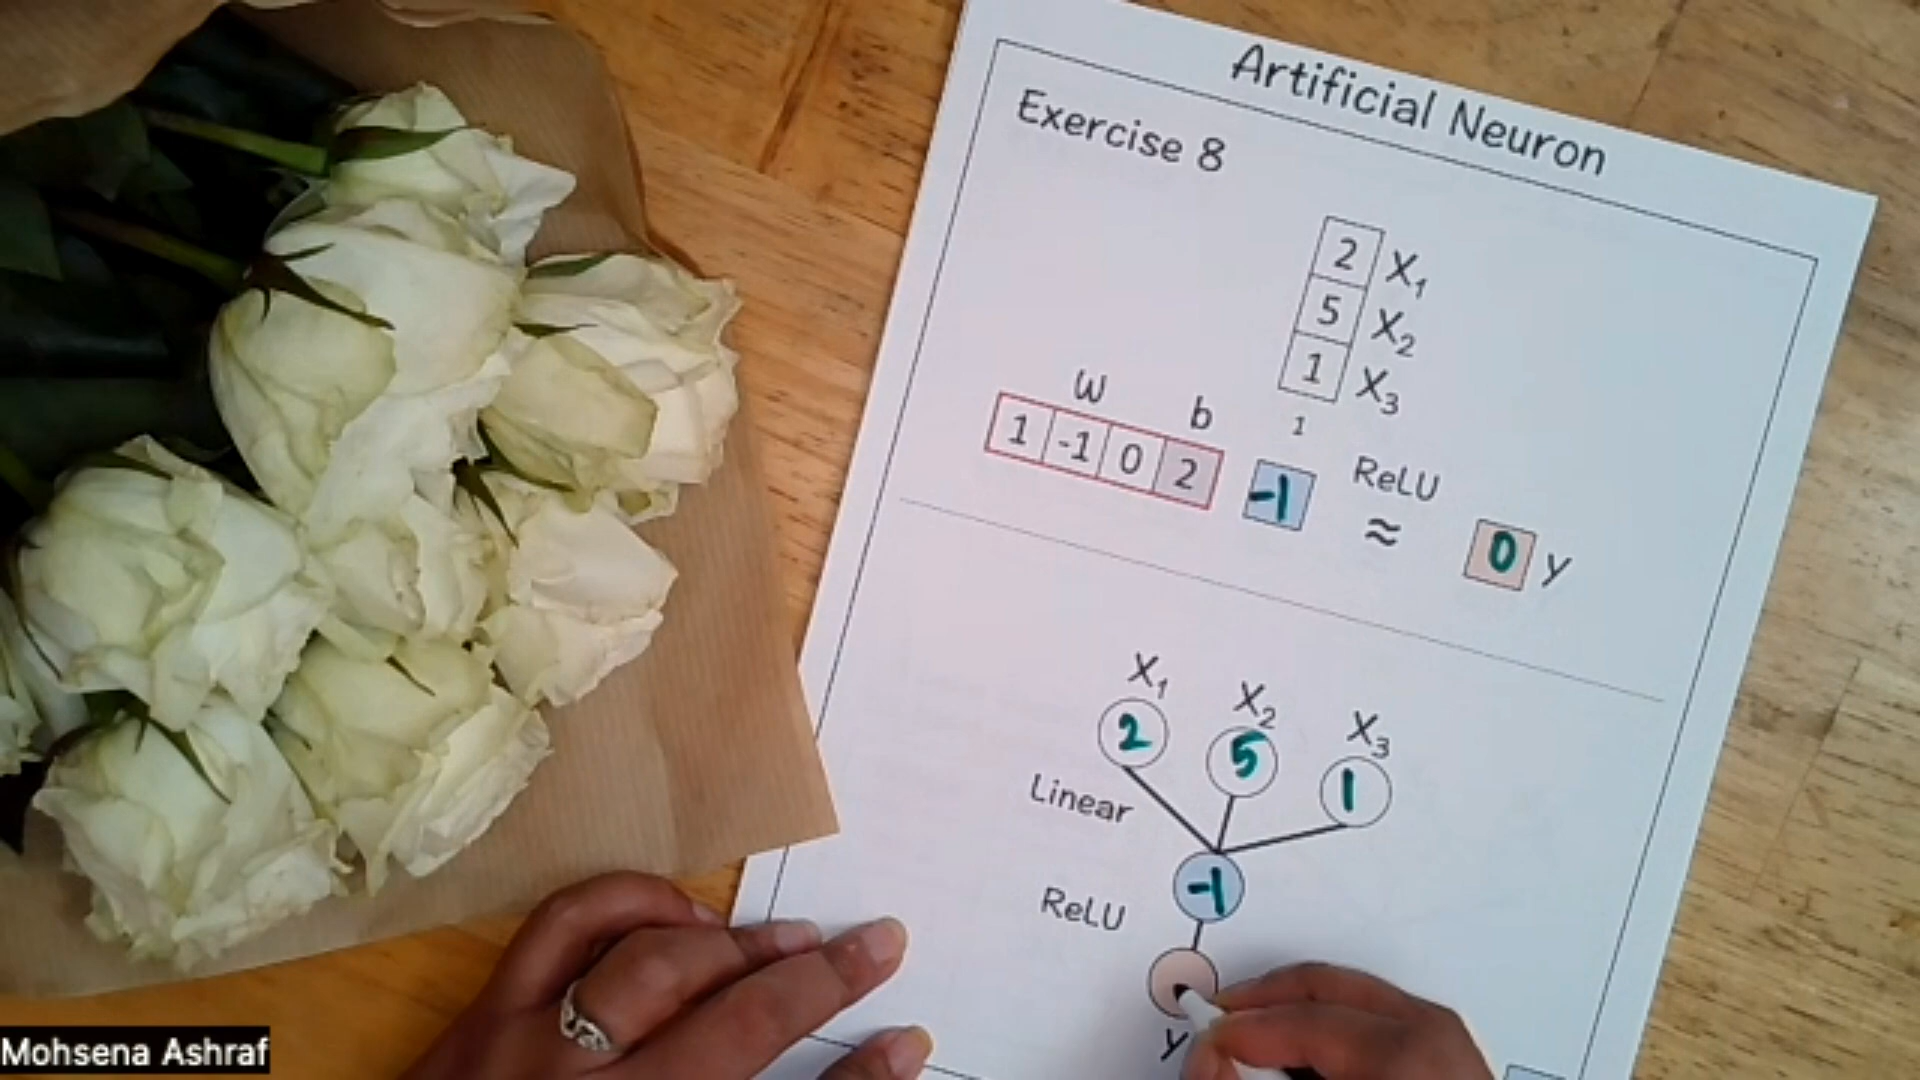 Artificial Neuron
Exercise 8
2 X₁
5 X₂
1 X₃
W b 1
1 -1 0 2 -1 ReLU ≈ 0 y
X₁ X₂ X₃
2 5 1
Linear
-1
ReLU
y
Mohsena Ashraf